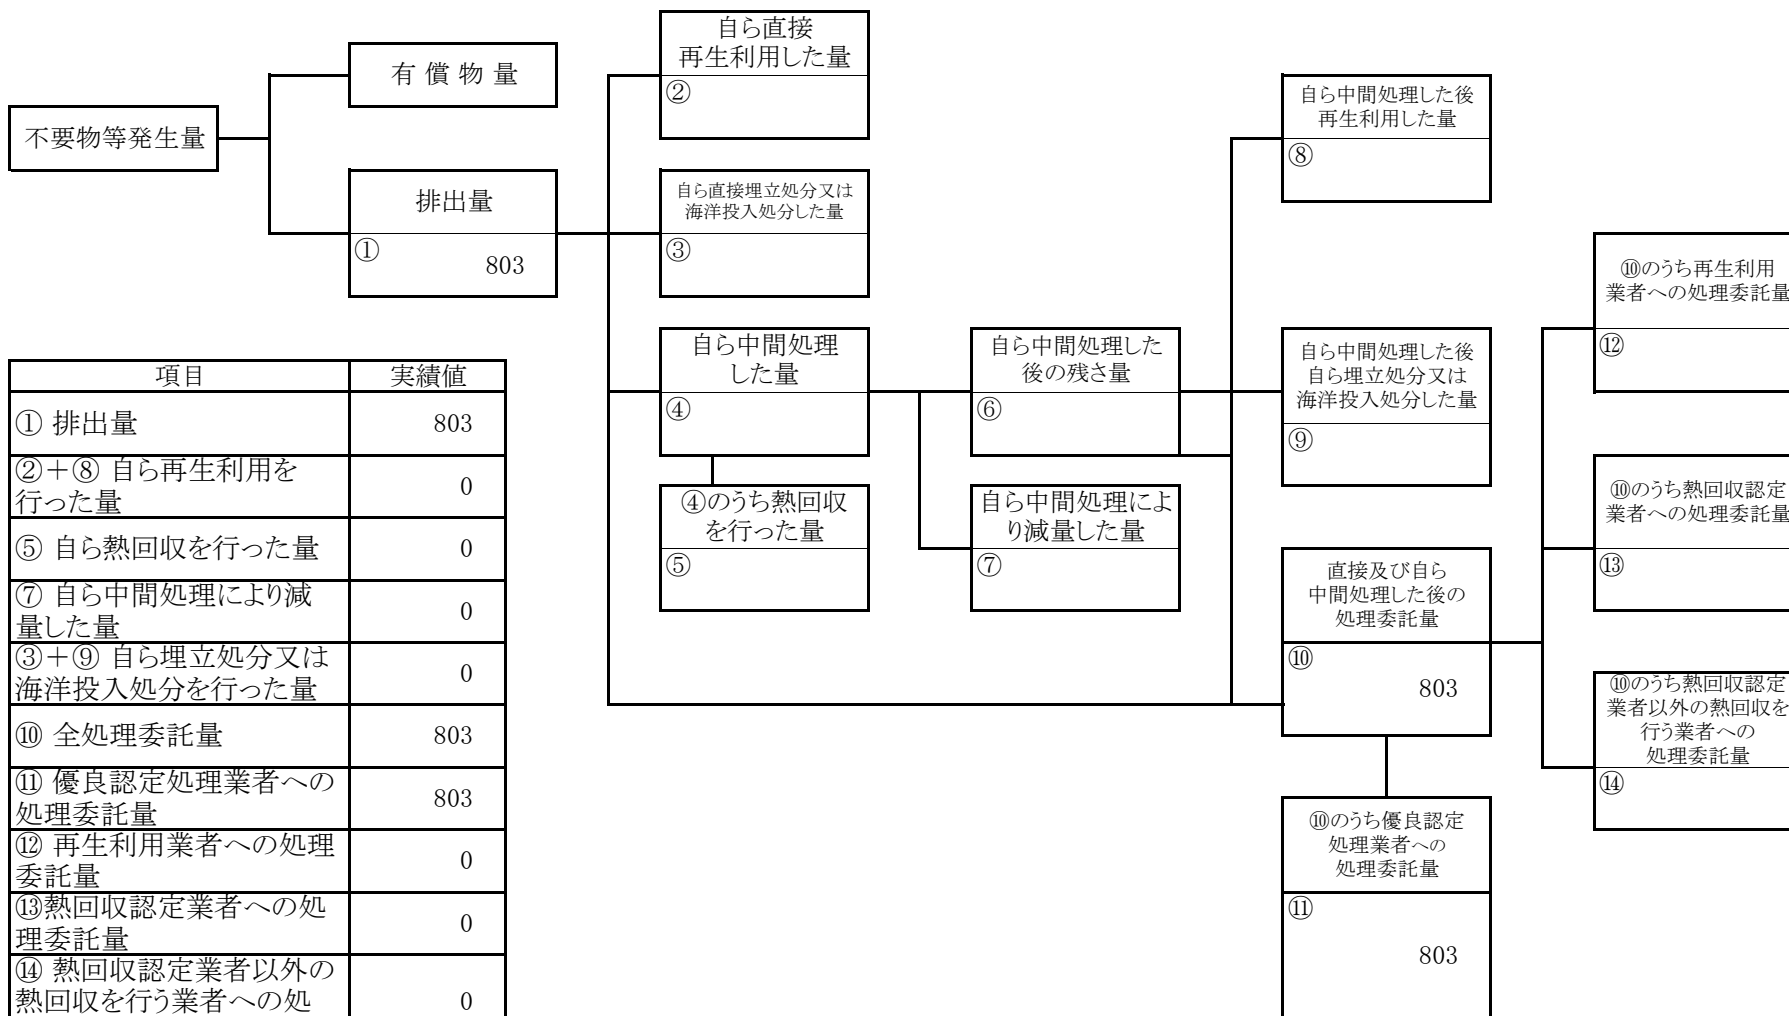 不要物等発生量
有 償 物 量
排出量
①
803
自ら直接
再生利用した量
②
自ら直接埋立処分又は
海洋投入処分した量
③
自ら中間処理
した量
④
④のうち熱回収
を行った量
⑤
自ら中間処理した
後の残さ量
⑥
自ら中間処理によ
り減量した量
⑦
自ら中間処理した後
再生利用した量
⑧
自ら中間処理した後
自ら埋立処分又は
海洋投入処分した量
⑨
直接及び自ら
中間処理した後の
処理委託量
⑩
803
⑩のうち優良認定
処理業者への
処理委託量
⑪
803
⑩のうち再生利用
業者への処理委託量
⑫
⑩のうち熱回収認定
業者への処理委託量
⑬
⑩のうち熱回収認定
業者以外の熱回収を
行う業者への
処理委託量
⑭
項目 実績値
① 排出量 803
②+⑧ 自ら再生利用を
行った量 0
⑤ 自ら熱回収を行った量 0
⑦ 自ら中間処理により減
量した量 0
③+⑨ 自ら埋立処分又は
海洋投入処分を行った量 0
⑩ 全処理委託量 803
⑪ 優良認定処理業者への
処理委託量 803
⑫ 再生利用業者への処理
委託量 0
⑬熱回収認定業者への処
理委託量 0
⑭ 熱回収認定業者以外の
熱回収を行う業者への処 0